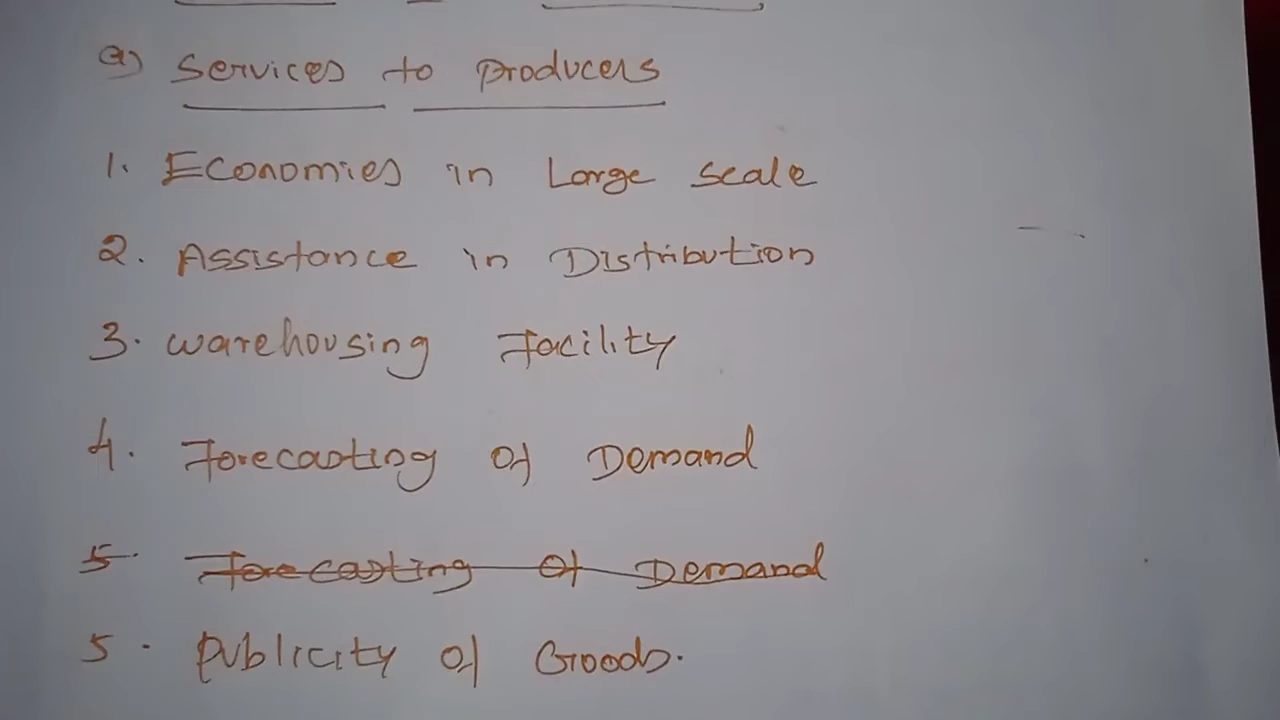 a) Services to Producers
1. Economies in Large Scale
2. Assistance in Distribution
3. Warehousing Facility
4. Forecasting of Demand
5. Forecasting of Demand
5. Publicity of Goods.